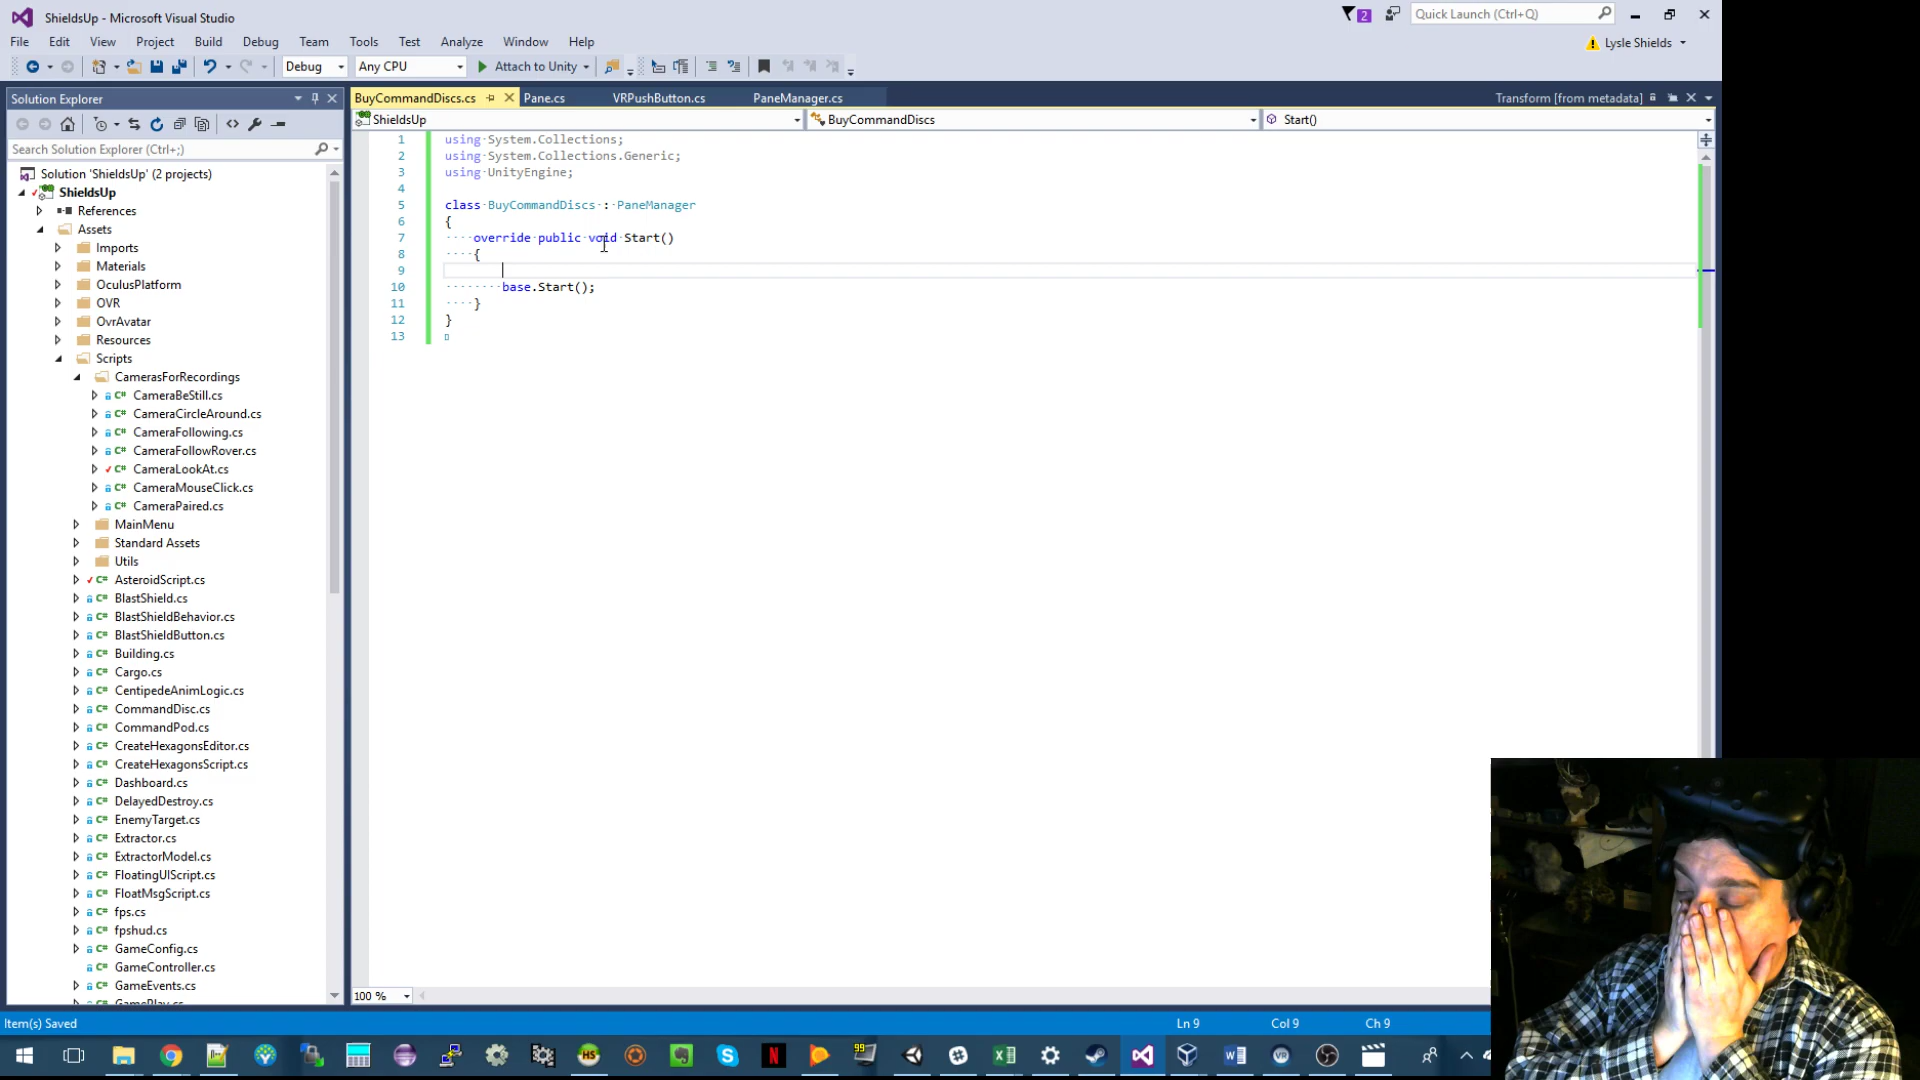 ShieldsUp - Microsoft Visual Studio
2
Quick Launch (Ctrl+Q)
File Edit View Project Build Debug Team Tools Test Analyze Window Help
Lysle Shields
Debug Any CPU Attach to Unity
Solution Explorer
BuyCommandDiscs.cs Pane.cs VRPushButton.cs PaneManager.cs Transform [from metadata]
ShieldsUp BuyCommandDiscs Start()
Search Solution Explorer (Ctrl+;)
Solution 'ShieldsUp' (2 projects)
ShieldsUp
References
Assets
Imports
Materials
OculusPlatform
OVR
OvrAvatar
Resources
Scripts
CamerasForRecordings
CameraBeStill.cs
CameraCircleAround.cs
CameraFollowing.cs
CameraFollowRover.cs
CameraLookAt.cs
CameraMouseClick.cs
CameraPaired.cs
MainMenu
Standard Assets
Utils
AsteroidScript.cs
BlastShield.cs
BlastShieldBehavior.cs
BlastShieldButton.cs
Building.cs
Cargo.cs
CentipedeAnimLogic.cs
CommandDisc.cs
CommandPod.cs
CreateHexagonsEditor.cs
CreateHexagonsScript.cs
Dashboard.cs
DelayedDestroy.cs
EnemyTarget.cs
Extractor.cs
ExtractorModel.cs
FloatingUIScript.cs
FloatMsgScript.cs
fps.cs
fpshud.cs
GameConfig.cs
GameController.cs
GameEvents.cs
GamePlay.cs
1 using System.Collections;
2 using System.Collections.Generic;
3 using UnityEngine;
4
5 class BuyCommandDiscs : PaneManager
6 {
7 override public void Start()
8 {
9
10 base.Start();
11 }
12 }
13
100 %
Item(s) Saved Ln 9 Col 9 Ch 9
HS
N
99
VR